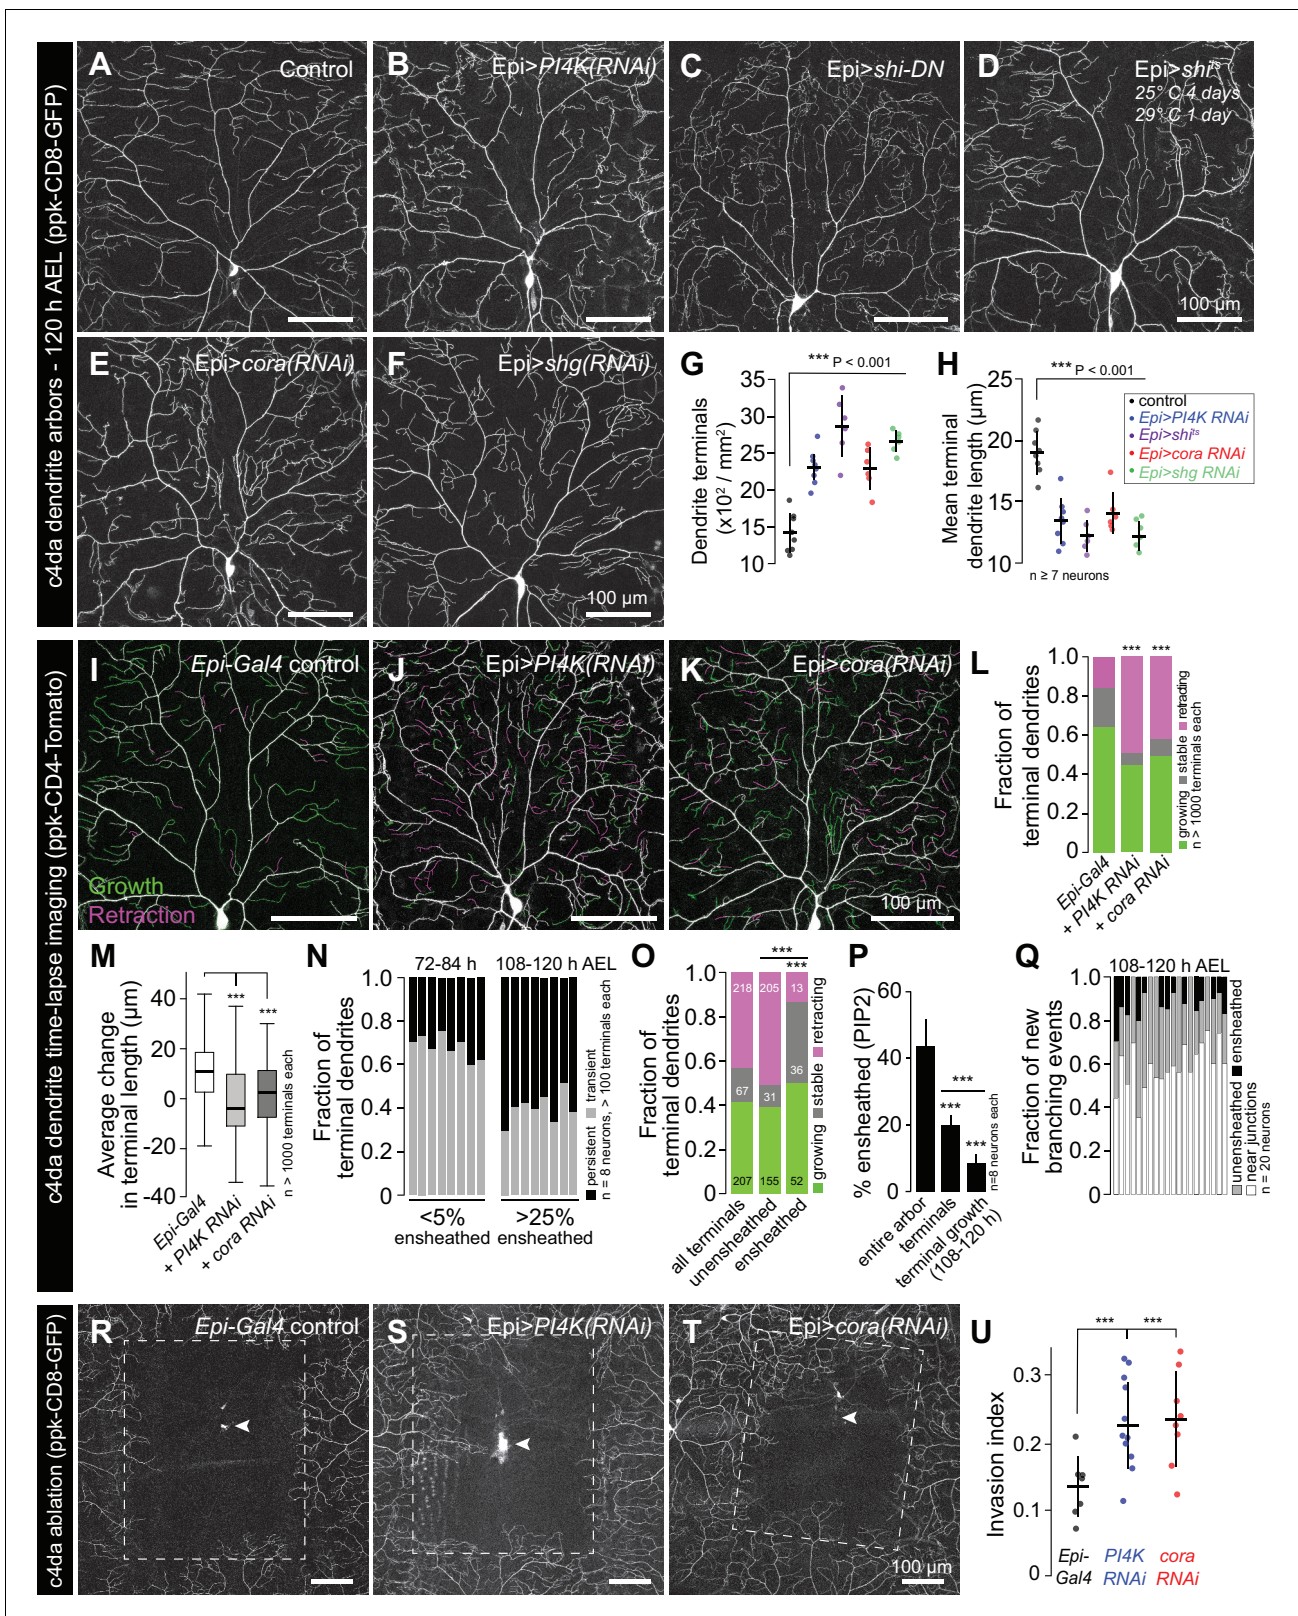 c4da dendrite arbors - 120 h AEL (ppk-CD8-GFP)
A
Control
B
Epi>PI4K(RNAi)
C
Epi>shi-DN
D
Epi>shits
25° C 4 days
29° C 1 day
100 µm
E
Epi>cora(RNAi)
F
Epi>shg(RNAi)
100 µm
G
*** P < 0.001
Dendrite terminals
(x102 / mm2)
35
30
25
20
15
10
H
*** P < 0.001
Mean terminal
dendrite length (µm)
25
20
15
10
n ≥ 7 neurons
control
Epi>PI4K RNAi
Epi>shits
Epi>cora RNAi
Epi>shg RNAi
c4da dendrite time-lapse imaging (ppk-CD4-Tomato)
I
Epi-Gal4 control
Growth
Retraction
J
Epi>PI4K(RNAi)
K
Epi>cora(RNAi)
100 µm
L
Fraction of
terminal dendrites
1.0
0.8
0.6
0.4
0.2
0
***
***
Epi-Gal4
+ PI4K RNAi
+ cora RNAi
growing stable retrading
n > 1000 terminals each
M
Average change
in terminal length (µm)
40
20
0
-20
-40
***
***
Epi-Gal4
+ PI4K RNAi
+ cora RNAi
n > 1000 terminals each
N
72-84 h
108-120 h AEL
Fraction of
terminal dendrites
1.0
0.8
0.6
0.4
0.2
0
<5%
ensheathed
>25%
ensheathed
persistent transient
n = 8 neurons, > 100 terminals each
O
***
***
Fraction of
terminal dendrites
1.0
0.8
0.6
0.4
0.2
0
218
205
13
67
31
36
207
155
52
all terminals
unensheathed
ensheathed
growing stable retracting
P
% ensheathed (PIP2)
60
40
20
0
***
***
***
entire arbor
terminals
terminal growth
(108-120 h)
n=8 neurons each
Q
108-120 h AEL
Fraction of new
branching events
1.0
0.8
0.6
0.4
0.2
0
unensheathed ensheathed
near junctions
n = 20 neurons
c4da ablation (ppk-CD8-GFP)
R
Epi-Gal4 control
S
Epi>PI4K(RNAi)
T
Epi>cora(RNAi)
100 µm
U
***
***
Invasion index
0.3
0.2
0.1
0
Epi-
Gal4
PI4K
RNAi
cora
RNAi